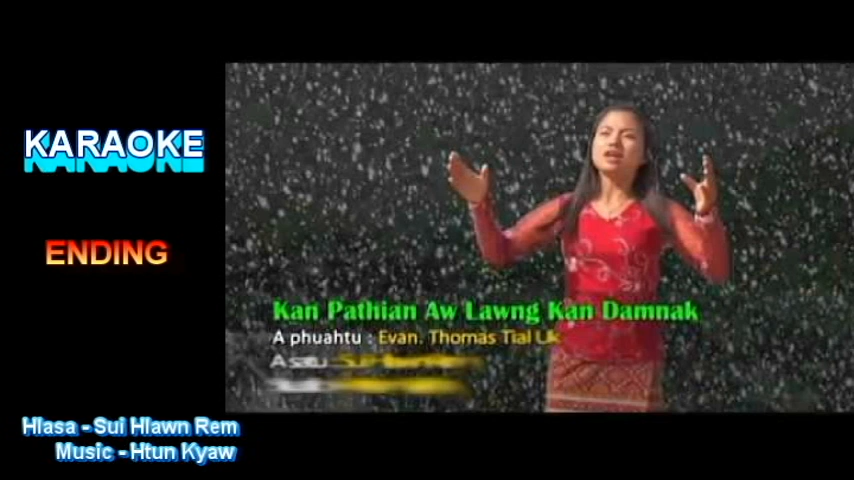 KARAOKE
ENDING
Kan Pathian Aw Lawng Kan Damnak
A phuahtu : Evan. Thomas Tial Uk
A satu
Hlasa - Sui Hlawn Rem
Music - Htun Kyaw